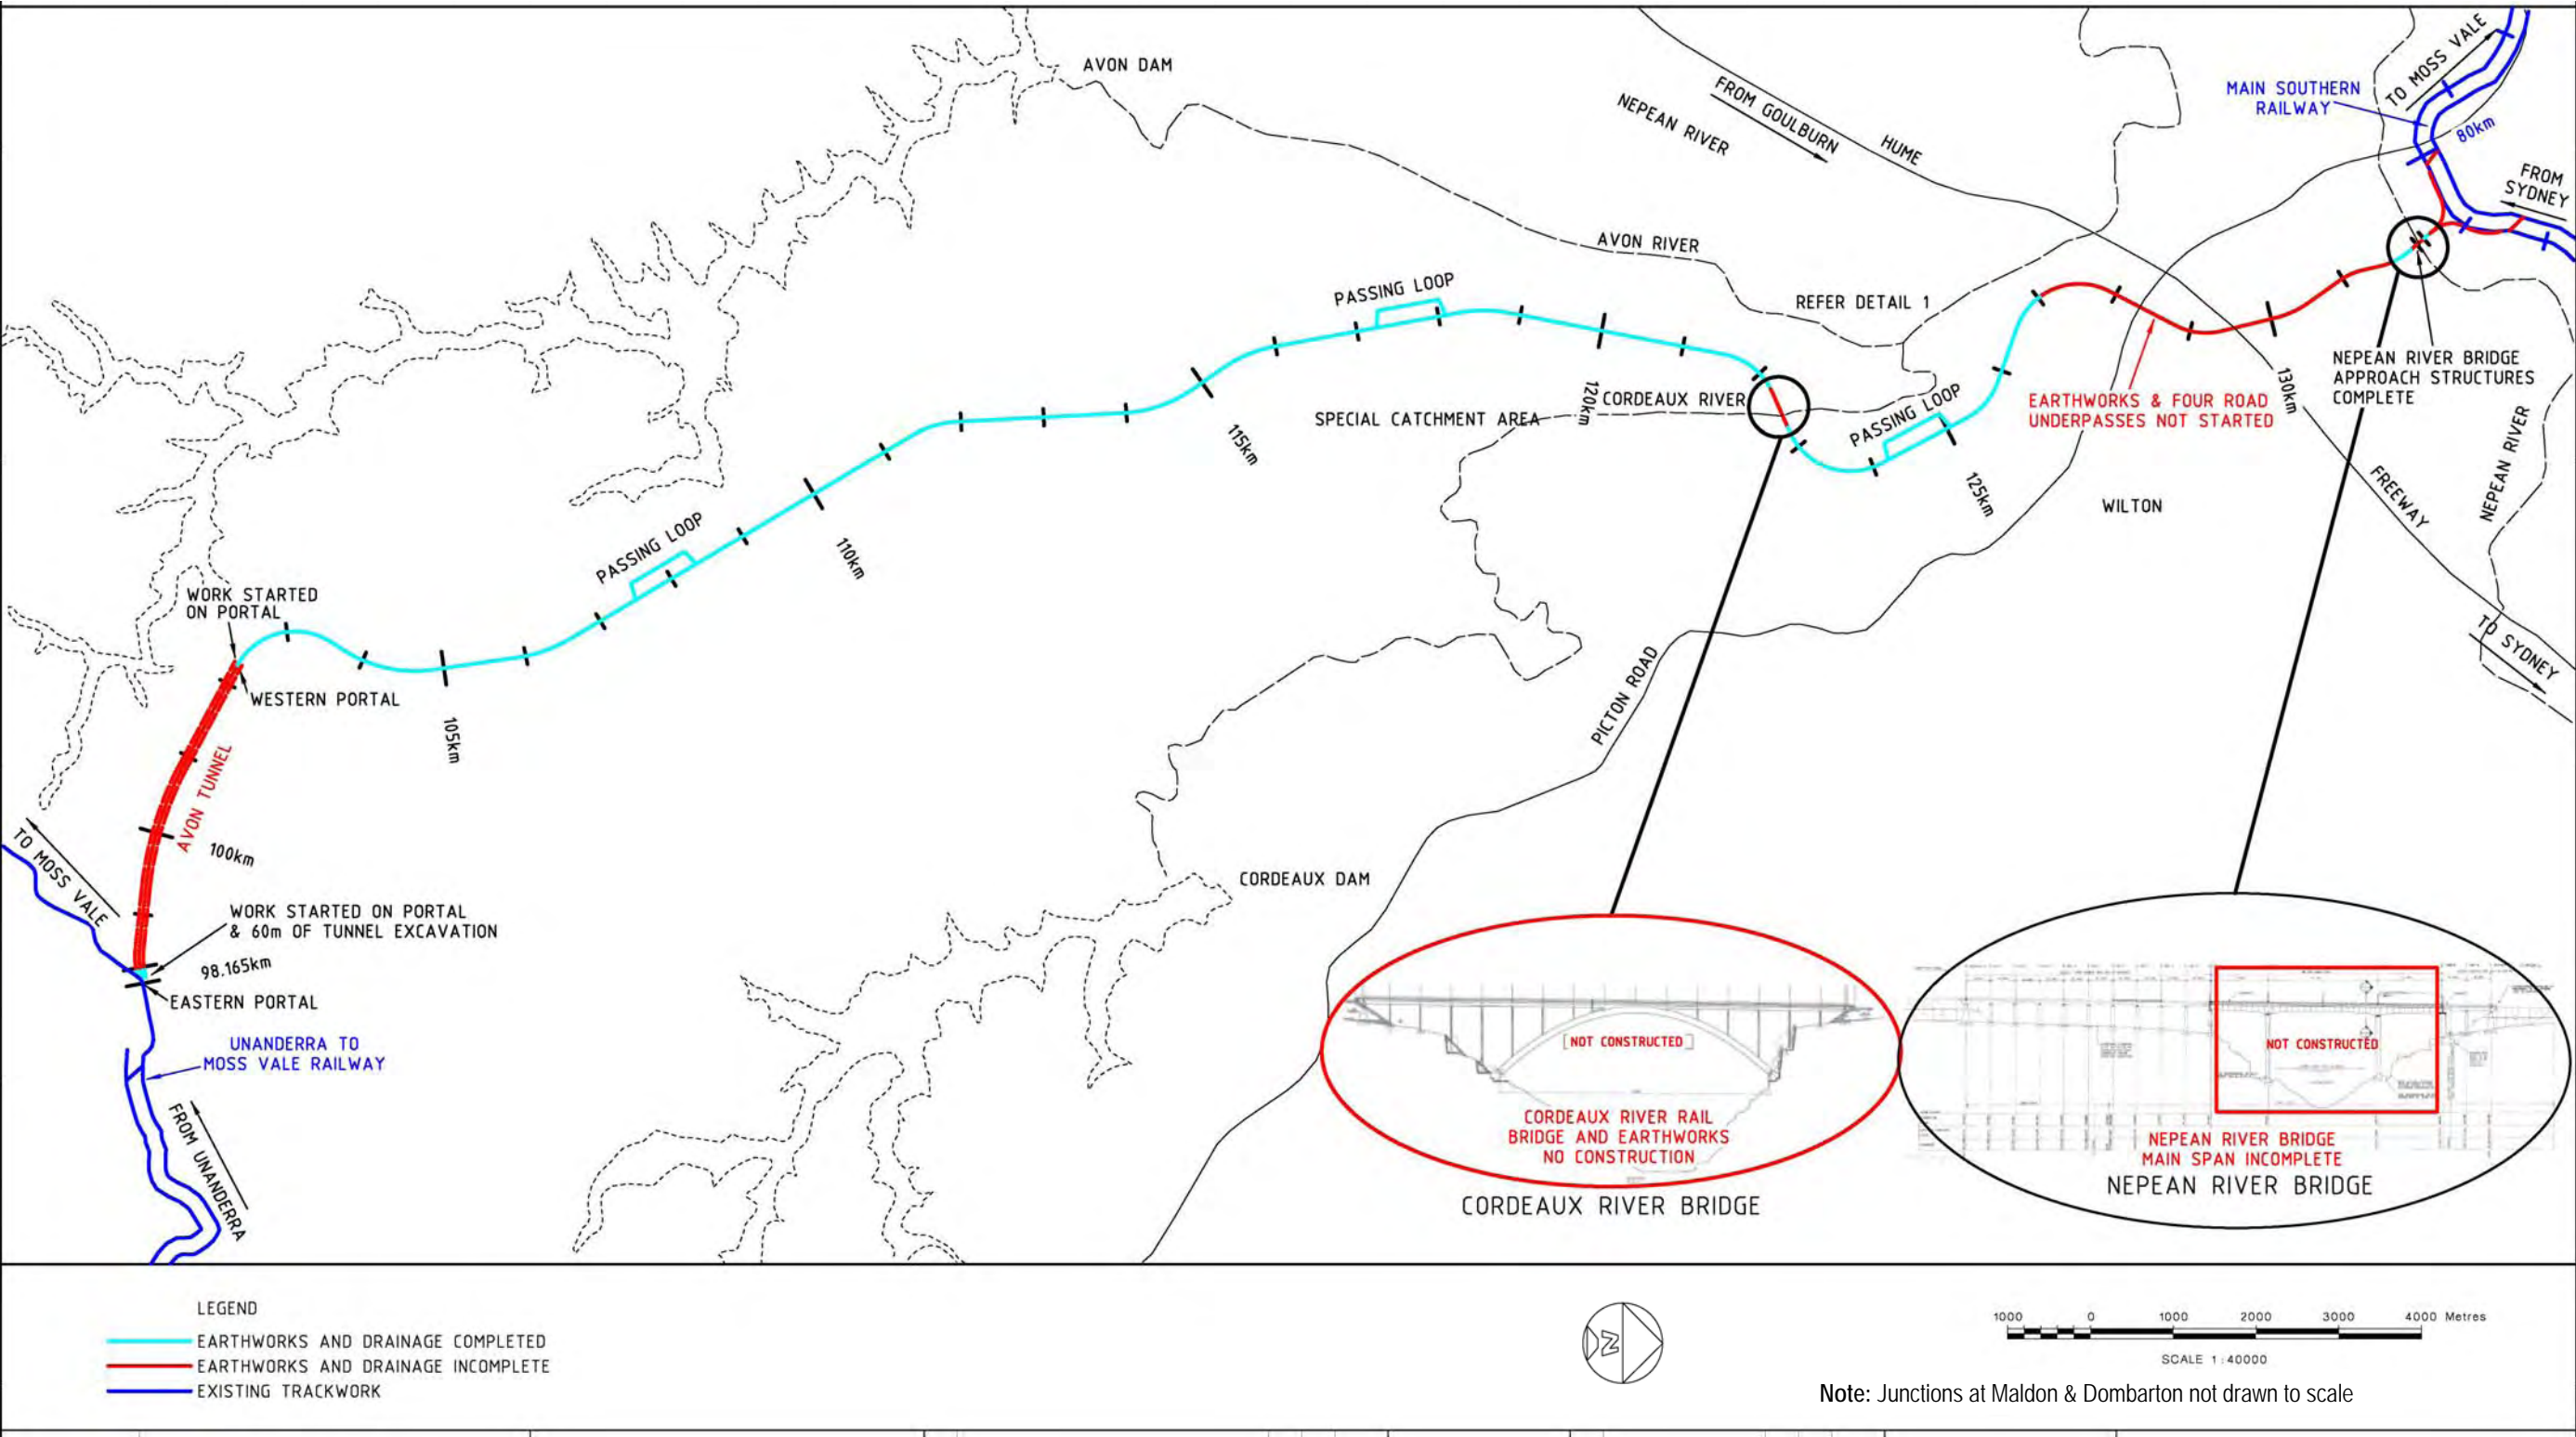 AVON DAM
FROM GOULBURN
NEPEAN RIVER
HUME
MAIN SOUTHERN
RAILWAY
TO MOSS VALE
80km
FROM
SYDNEY
AVON RIVER
PASSING LOOP
REFER DETAIL 1
120km
CORDEAUX RIVER
SPECIAL CATCHMENT AREA
PASSING LOOP
EARTHWORKS & FOUR ROAD
UNDERPASSES NOT STARTED
130km
NEPEAN RIVER BRIDGE
APPROACH STRUCTURES
COMPLETE
NEPEAN RIVER
115km
125km
WILTON
FREEWAY
PASSING LOOP
110km
WORK STARTED
ON PORTAL
WESTERN PORTAL
105km
PICTON ROAD
TO SYDNEY
AVON TUNNEL
100km
TO MOSS VALE
CORDEAUX DAM
WORK STARTED ON PORTAL
& 60m OF TUNNEL EXCAVATION
98.165km
EASTERN PORTAL
UNANDERRA TO
MOSS VALE RAILWAY
FROM UNANDERRA
NOT CONSTRUCTED
CORDEAUX RIVER RAIL
BRIDGE AND EARTHWORKS
NO CONSTRUCTION
CORDEAUX RIVER BRIDGE
NOT CONSTRUCTED
NEPEAN RIVER BRIDGE
MAIN SPAN INCOMPLETE
NEPEAN RIVER BRIDGE
LEGEND
EARTHWORKS AND DRAINAGE COMPLETED
EARTHWORKS AND DRAINAGE INCOMPLETE
EXISTING TRACKWORK
N
1000 0 1000 2000 3000 4000 Metres
SCALE 1:40000
Note: Junctions at Maldon & Dombarton not drawn to scale